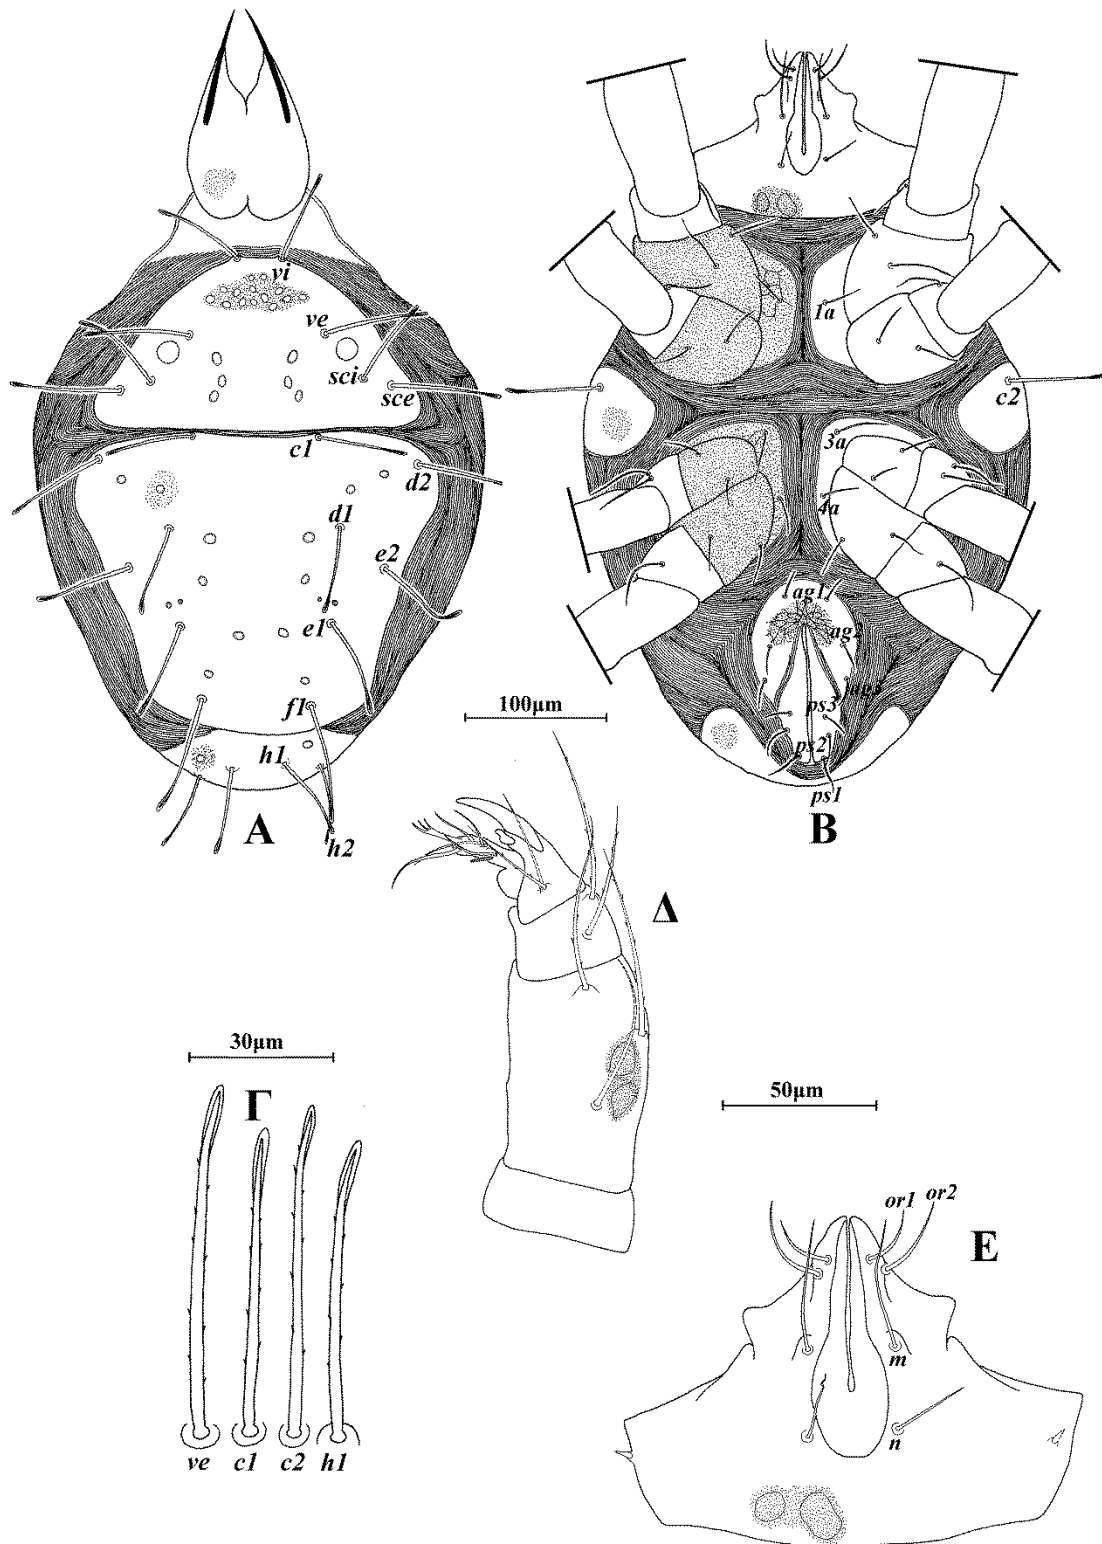 vi
ve
sci
sce
c1
d2
d1
e2
e1
f1
h1
h2
A
1a
c2
3a
4a
ag1
ag2
ag3
ps3
ps2
ps1
B
100μm
Δ
30μm
Γ
ve c1 c2 h1
50μm
or1 or2
E
m
n